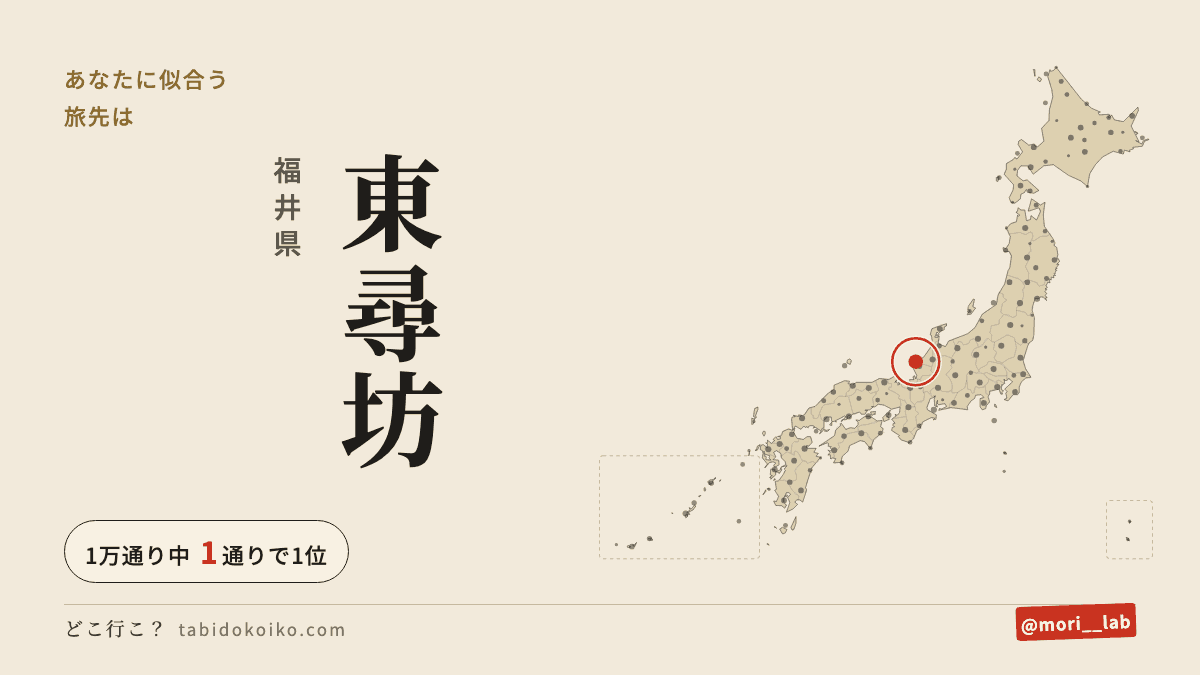 あなたに似合う
旅先は
東尋坊
福井県
1万通り中 1通りで1位
どこ行こ？ tabidokoiko.com
@mori__lab